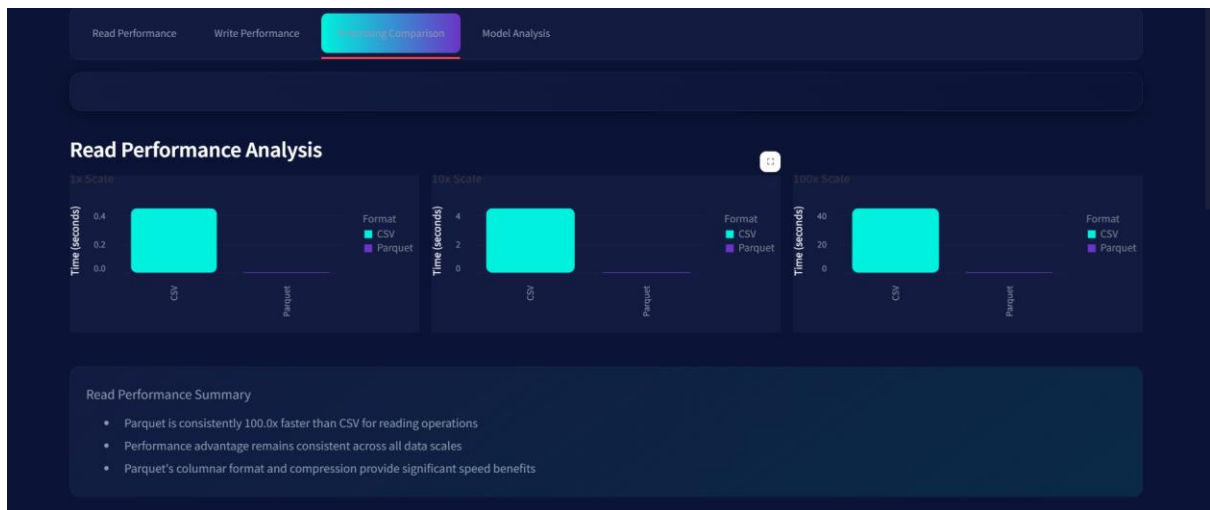 Read Performance Write Performance Processing Comparison Model Analysis
Read Performance Analysis
1x Scale
Time (seconds)
0.4
0.2
0.0
CSV
Parquet
Format
CSV
Parquet
10x Scale
Time (seconds)
4
2
0
CSV
Parquet
Format
CSV
Parquet
100x Scale
Time (seconds)
40
20
0
CSV
Parquet
Format
CSV
Parquet
Read Performance Summary
• Parquet is consistently 100.0x faster than CSV for reading operations
• Performance advantage remains consistent across all data scales
• Parquet's columnar format and compression provide significant speed benefits